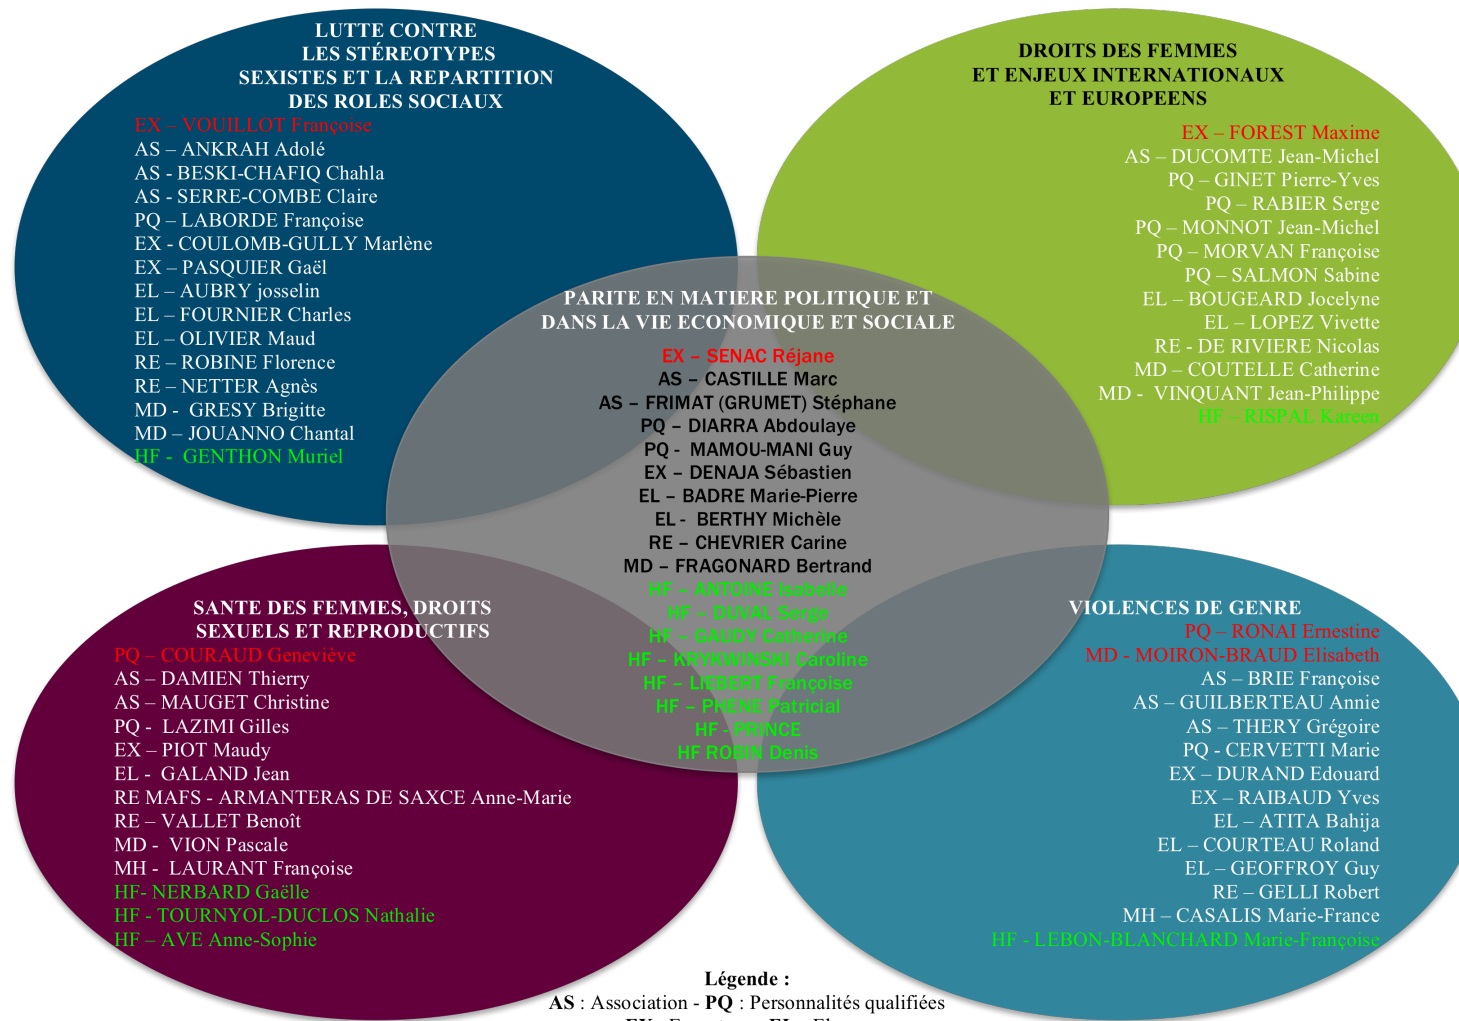 LUTTE CONTRE
LES STÉREOTYPES
SEXISTES ET LA REPARTITION
DES ROLES SOCIAUX
EX – VOUILLOT Françoise
AS – ANKRAH Adolé
AS - BESKI-CHAFIQ Chahla
AS - SERRE-COMBE Claire
PQ – LABORDE Françoise
EX - COULOMB-GULLY Marlène
EX – PASQUIER Gaël
EL – AUBRY josselin
EL – FOURNIER Charles
EL – OLIVIER Maud
RE – ROBINE Florence
RE – NETTER Agnès
MD - GRESY Brigitte
MD – JOUANNO Chantal
HF - GENTHON Muriel
DROITS DES FEMMES
ET ENJEUX INTERNATIONAUX
ET EUROPEENS
EX – FOREST Maxime
AS – DUCOMTE Jean-Michel
PQ – GINET Pierre-Yves
PQ – RABIER Serge
PQ – MONNOT Jean-Michel
PQ – MORVAN Françoise
PQ – SALMON Sabine
EL – BOUGEARD Jocelyne
EL – LOPEZ Vivette
RE - DE RIVIERE Nicolas
MD – COUTELLE Catherine
MD - VINQUANT Jean-Philippe
HF – RISPAL Kareen
PARITE EN MATIERE POLITIQUE ET
DANS LA VIE ECONOMIQUE ET SOCIALE
EX – SENAC Réjane
AS – CASTILLE Marc
AS – FRIMAT (GRUMET) Stéphane
PQ – DIARRA Abdoulaye
PQ - MAMOU-MANI Guy
EX – DENAJA Sébastien
EL – BADRE Marie-Pierre
EL - BERTHY Michèle
RE – CHEVRIER Carine
MD – FRAGONARD Bertrand
HF – ANTOINE Isabelle
HF – DUVAL Serge
HF – GAUDY Catherine
HF – KRYKWINSKI Caroline
HF – LIEBERT Françoise
HF – PHENE Patricial
HF - PRINCE
HF ROBIN Denis
SANTE DES FEMMES, DROITS
SEXUELS ET REPRODUCTIFS
PQ – COURAUD Geneviève
AS – DAMIEN Thierry
AS – MAUGET Christine
PQ - LAZIMI Gilles
EX – PIOT Maudy
EL - GALAND Jean
RE MAFS - ARMANTERAS DE SAXCE Anne-Marie
RE – VALLET Benoît
MD - VION Pascale
MH - LAURANT Françoise
HF- NERBARD Gaëlle
HF - TOURNYOL-DUCLOS Nathalie
HF – AVE Anne-Sophie
VIOLENCES DE GENRE
PQ – RONAI Ernestine
MD - MOIRON-BRAUD Elisabeth
AS – BRIE Françoise
AS – GUILBERTEAU Annie
AS – THERY Grégoire
PQ - CERVETTI Marie
EX – DURAND Edouard
EX – RAIBAUD Yves
EL – ATITA Bahija
EL – COURTEAU Roland
EL – GEOFFROY Guy
RE – GELLI Robert
MH – CASALIS Marie-France
HF - LEBON-BLANCHARD Marie-Françoise
Légende :
AS : Association - PQ : Personnalités qualifiées